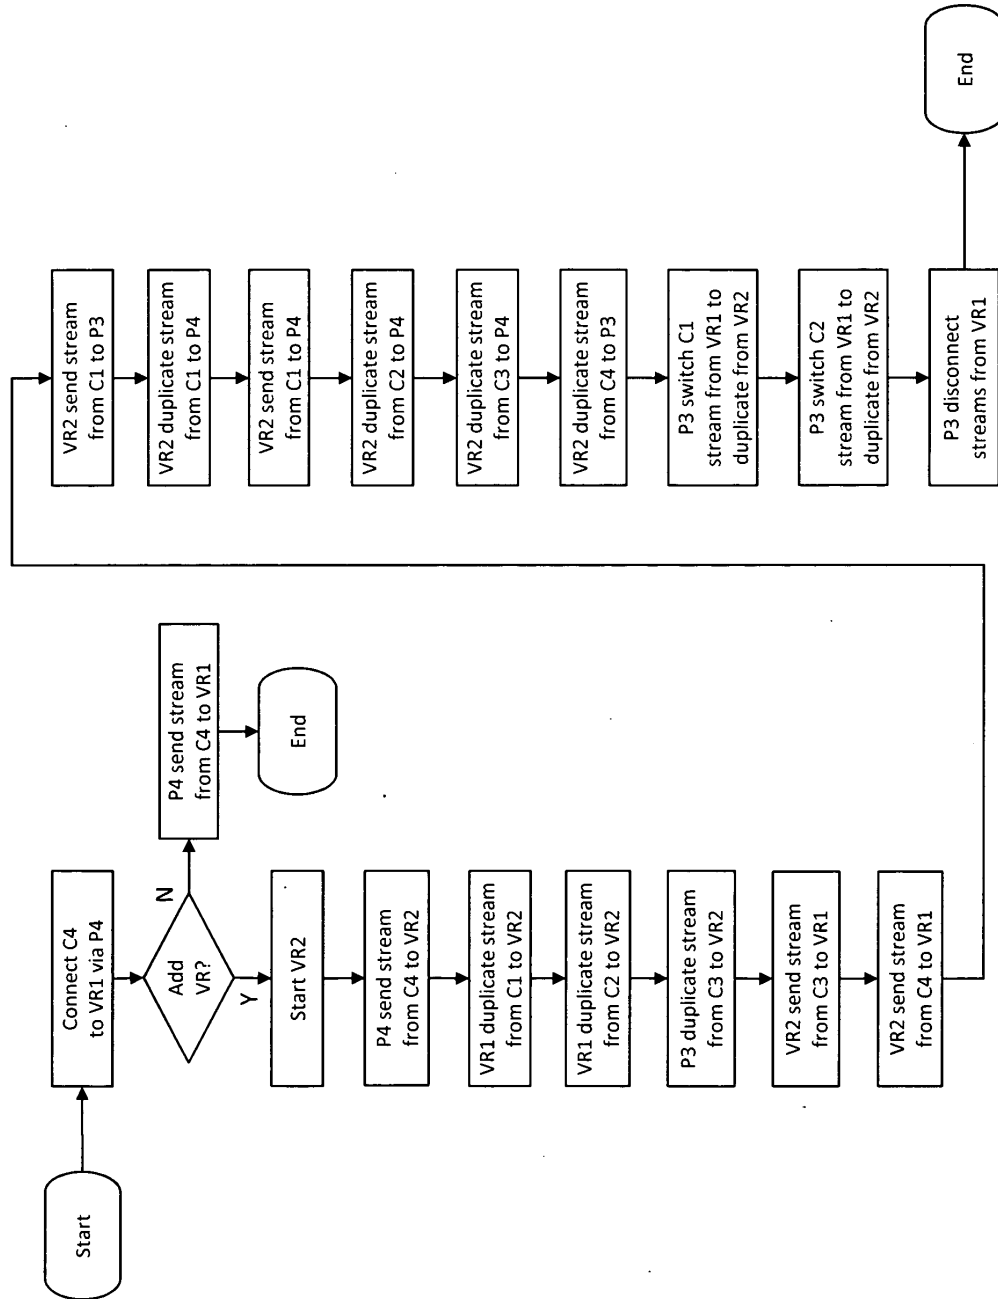 Start
Connect C4
to VR1 via P4
Add
VR?
N
Y
P4 send stream
from C4 to VR1
End
Start VR2
P4 send stream
from C4 to VR2
VR1 duplicate stream
from C1 to VR2
VR1 duplicate stream
from C2 to VR2
P3 duplicate stream
from C3 to VR2
VR2 send stream
from C3 to VR1
VR2 send stream
from C4 to VR1
VR2 send stream
from C1 to P3
VR2 duplicate stream
from C1 to P4
VR2 send stream
from C1 to P4
VR2 duplicate stream
from C2 to P4
VR2 duplicate stream
from C3 to P4
VR2 duplicate stream
from C4 to P3
P3 switch C1
stream from VR1 to
duplicate from VR2
P3 switch C2
stream from VR1 to
duplicate from VR2
P3 disconnect
streams from VR1
End